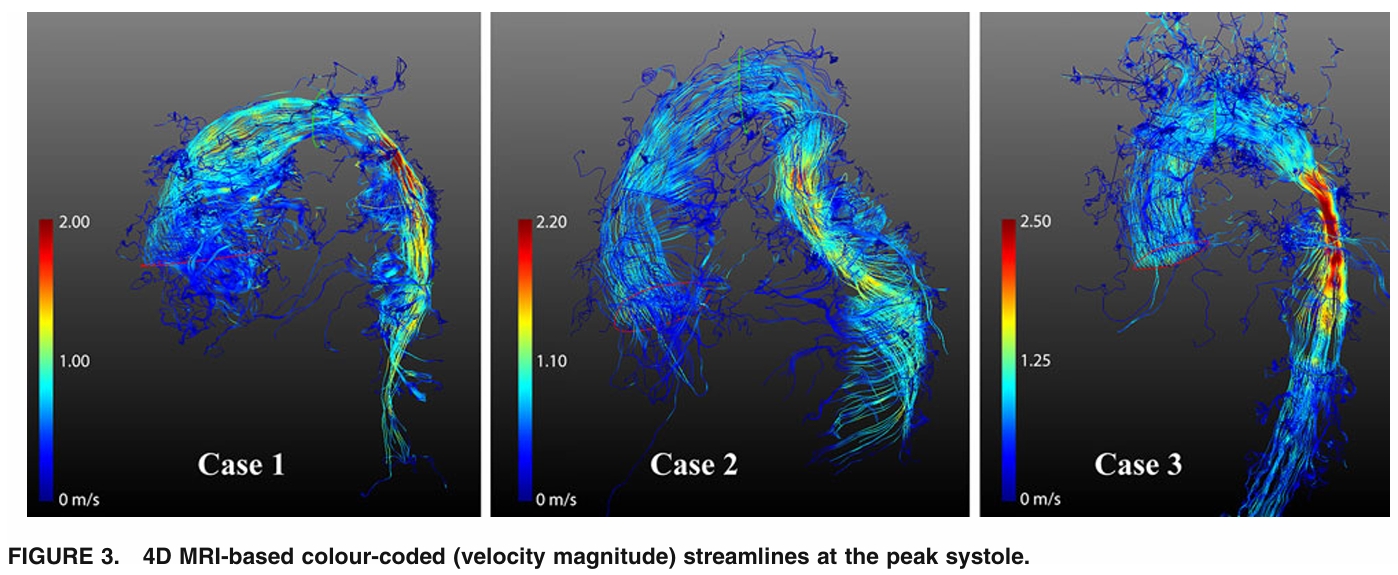 2.00
1.00
0 m/s
Case 1
2.20
1.10
0 m/s
Case 2
2.50
1.25
0 m/s
Case 3
FIGURE 3. 4D MRI-based colour-coded (velocity magnitude) streamlines at the peak systole.